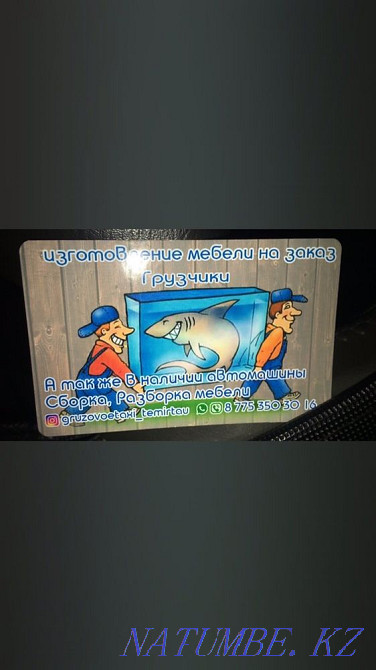 изготовление мебели на заказ
Грузчики
А так же в наличии автомашины
Сборка, Разборка мебели
gruzovoetaxi_temirtau 8 775 350 30 16
NATUMBE.KZ